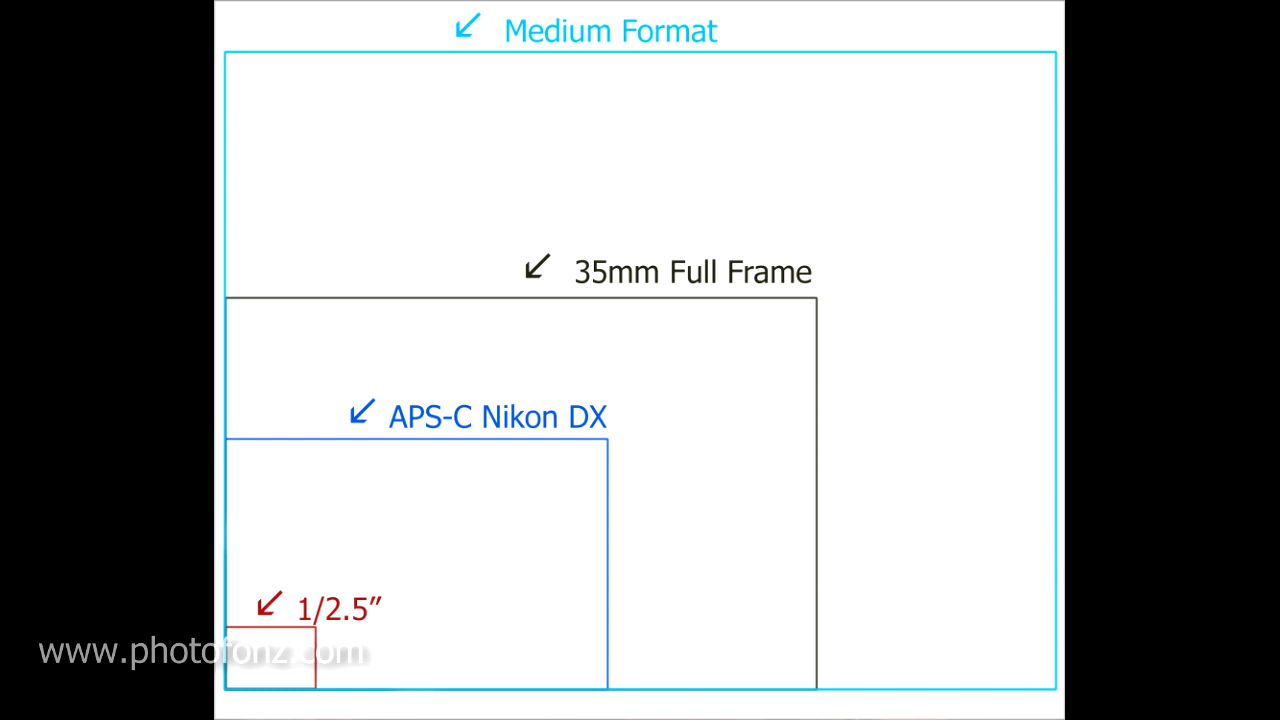 Medium Format
35mm Full Frame
APS-C Nikon DX
1/2.5”
www.photofonz.com